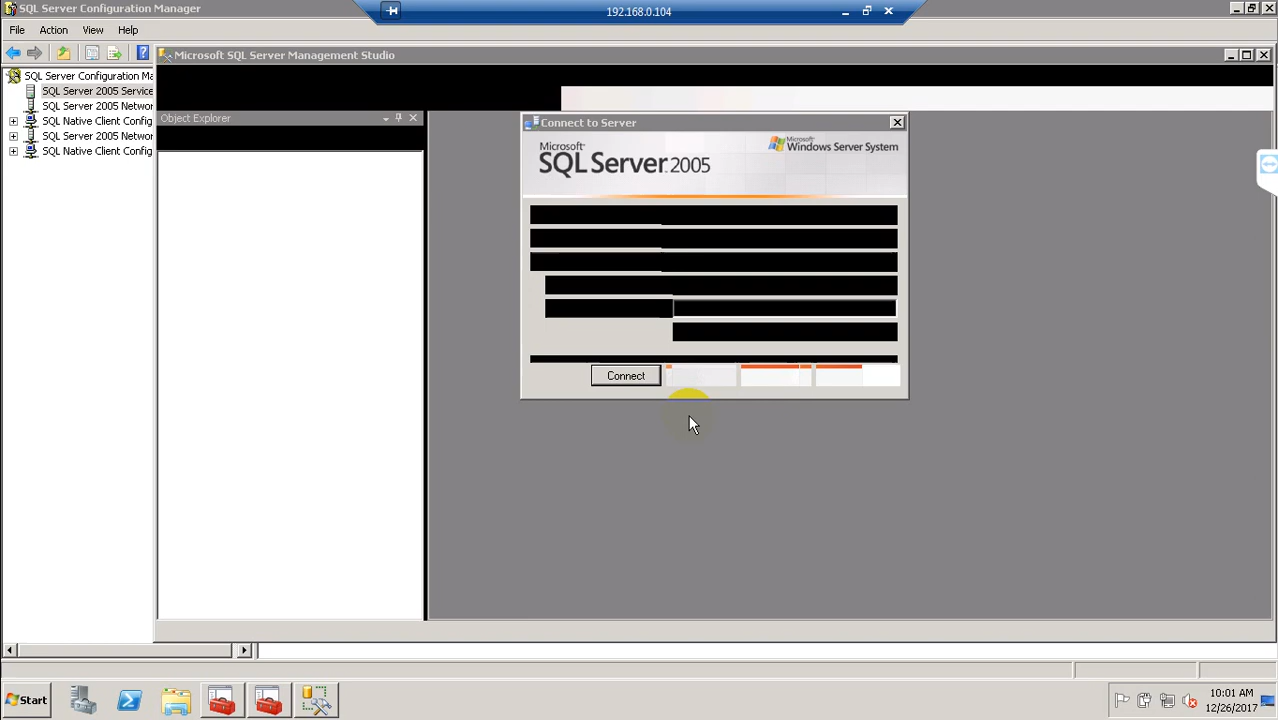 SQL Server Configuration Manager
192.168.0.104
File Action View Help
SQL Server Configuration Ma
SQL Server 2005 Service
SQL Server 2005 Networ
SQL Native Client Config
SQL Server 2005 Netwo
SQL Native Client Config
Microsoft SQL Server Management Studio
Object Explorer
Connect to Server
Microsoft
SQL Server 2005
Microsoft
Windows Server System
Connect
Start
10:01 AM
12/26/2017